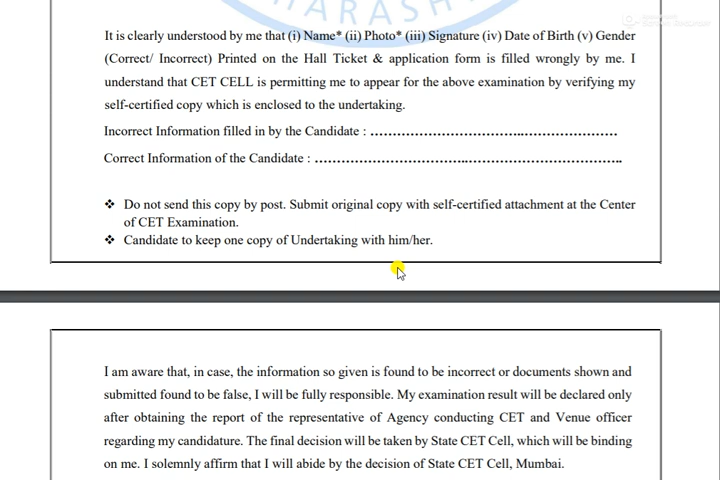 HARASH
It is clearly understood by me that (i) Name* (ii) Photo* (iii) Signature (iv) Date of Birth (v) Gender
(Correct/ Incorrect) Printed on the Hall Ticket & application form is filled wrongly by me. I
understand that CET CELL is permitting me to appear for the above examination by verifying my
self-certified copy which is enclosed to the undertaking.
Incorrect Information filled in by the Candidate : ……………………………...…………………
Correct Information of the Candidate : ……………………………...……………………………..
❖ Do not send this copy by post. Submit original copy with self-certified attachment at the Center
of CET Examination.
❖ Candidate to keep one copy of Undertaking with him/her.
I am aware that, in case, the information so given is found to be incorrect or documents shown and
submitted found to be false, I will be fully responsible. My examination result will be declared only
after obtaining the report of the representative of Agency conducting CET and Venue officer
regarding my candidature. The final decision will be taken by State CET Cell, which will be binding
on me. I solemnly affirm that I will abide by the decision of State CET Cell, Mumbai.